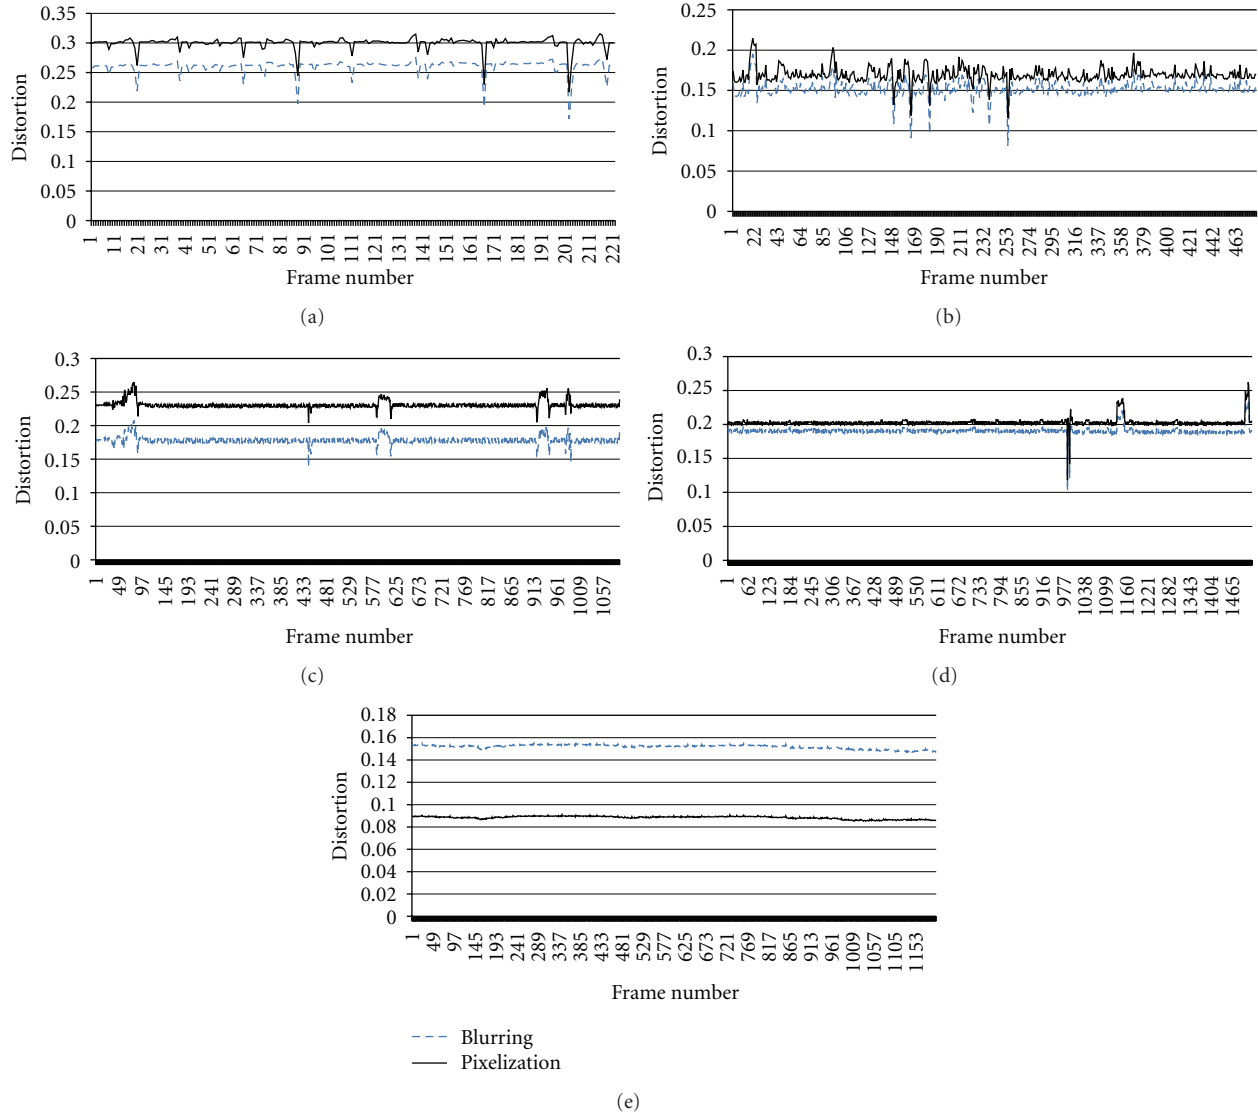 0.35
0.3
0.25
0.2
0.15
0.1
0.05
0
Distortion
1 11 21 31 41 51 61 71 81 91 101 111 121 131 141 151 161 171 181 191 201 211 221
Frame number
(a)
0.25
0.2
0.15
0.1
0.05
0
Distortion
1 22 43 64 85 106 127 148 169 190 211 232 253 274 295 316 337 358 379 400 421 442 463
Frame number
(b)
0.3
0.25
0.2
0.15
0.1
0.05
0
Distortion
1 49 97 145 193 241 289 337 385 433 481 529 577 625 673 721 769 817 865 913 961 1009 1057
Frame number
(c)
0.3
0.25
0.2
0.15
0.1
0.05
0
Distortion
1 62 123 184 245 306 367 428 489 550 611 672 733 794 855 916 977 1038 1099 1160 1221 1282 1343 1404 1465
Frame number
(d)
0.18
0.16
0.14
0.12
0.1
0.08
0.06
0.04
0.02
0
Distortion
1 49 97 145 193 241 289 337 385 433 481 529 577 625 673 721 769 817 865 913 961 1009 1057 1105 1153
Frame number
Blurring
Pixelization
(e)